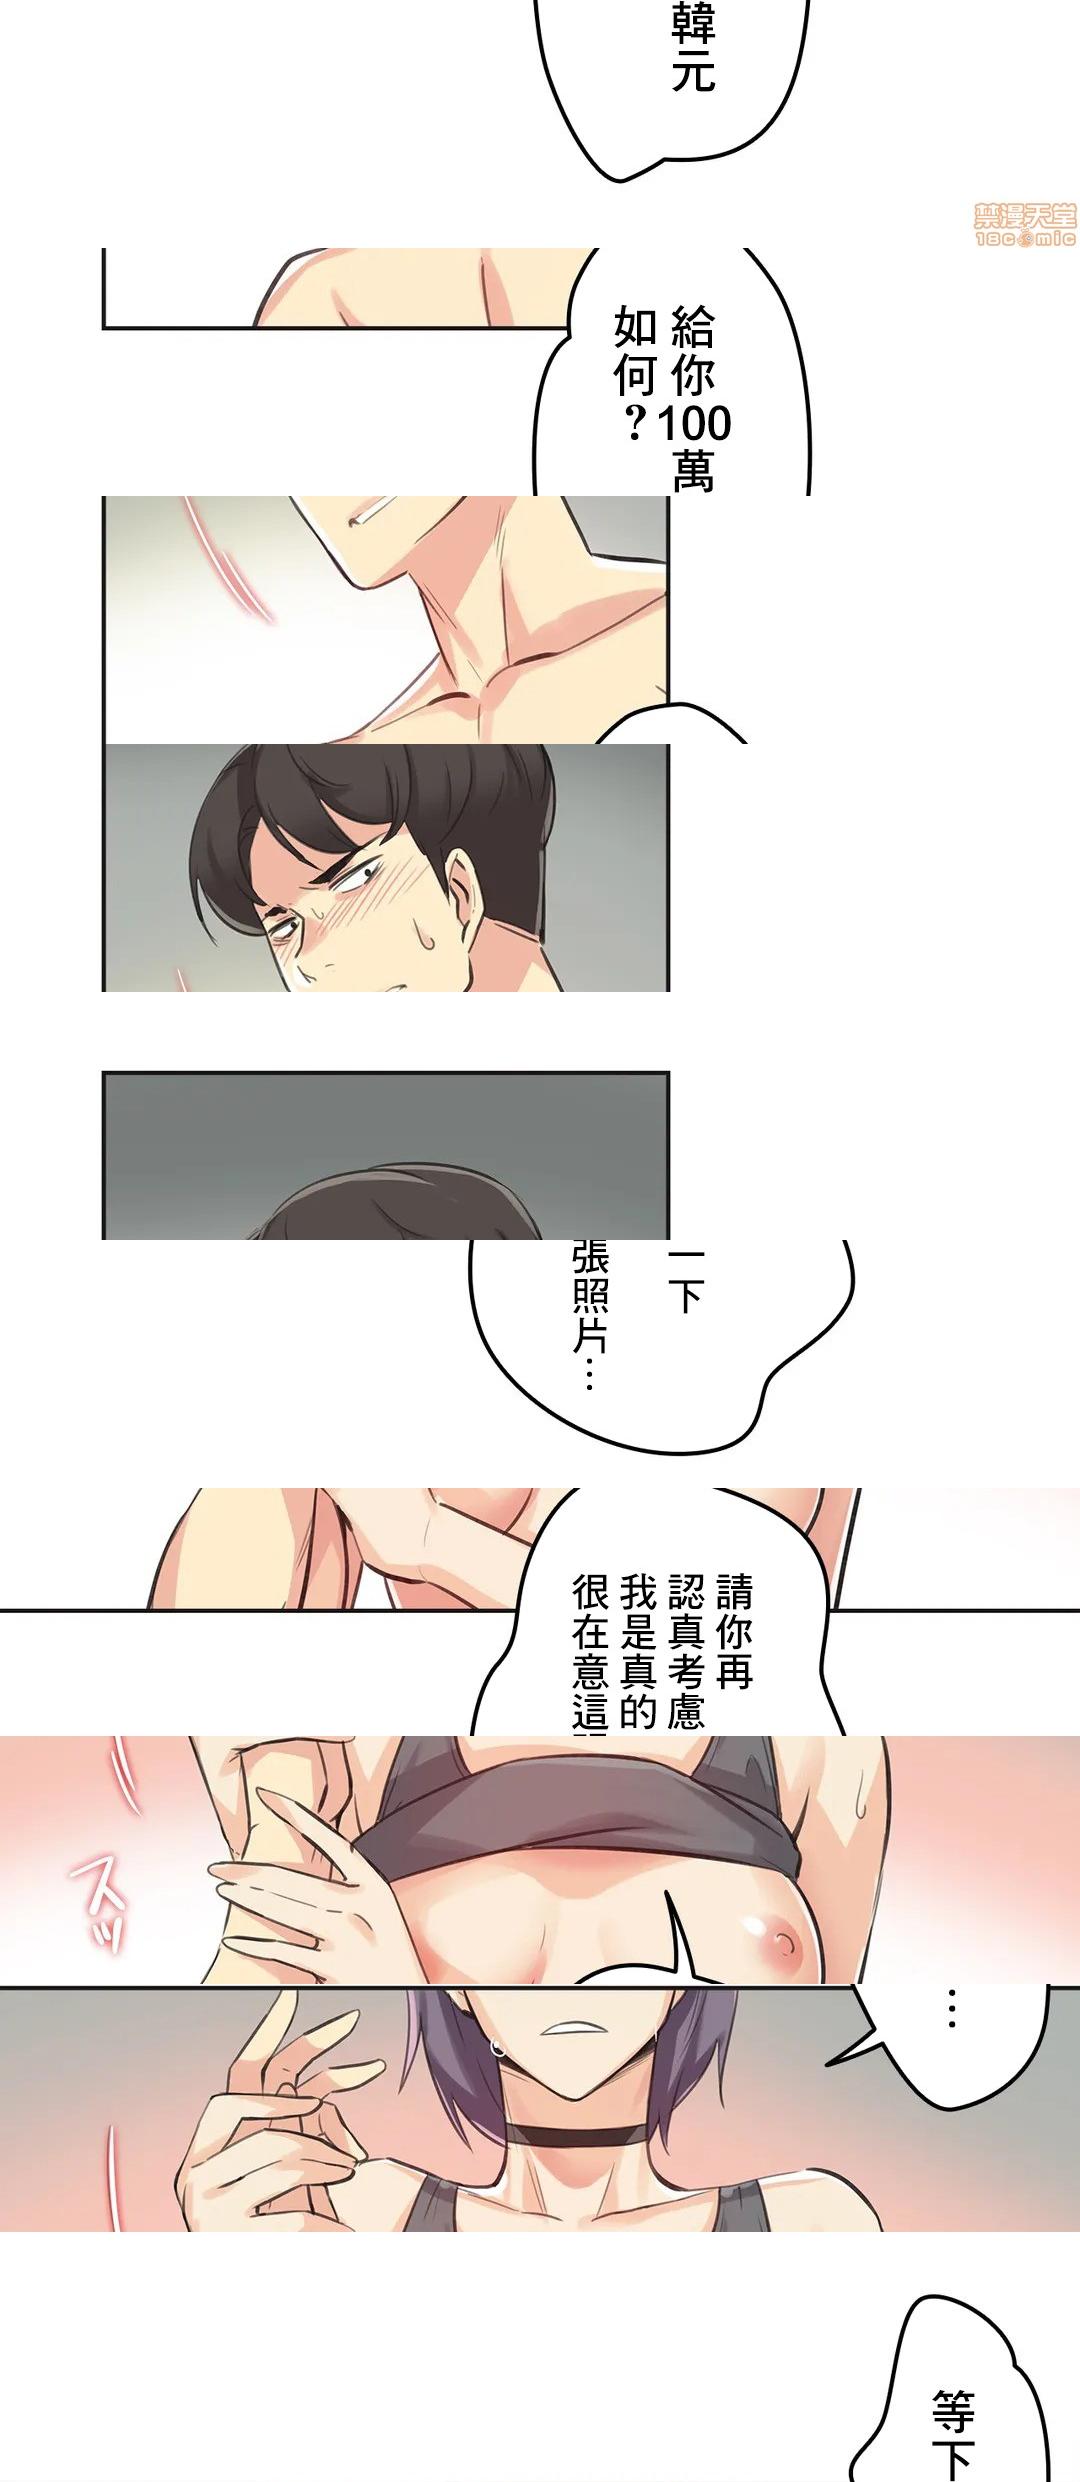 韓元
禁漫天堂
18comic
給你100萬
如何?
一下
張照片…
請你再
認真考慮
我是真的
很在意這
スッ
…
等下